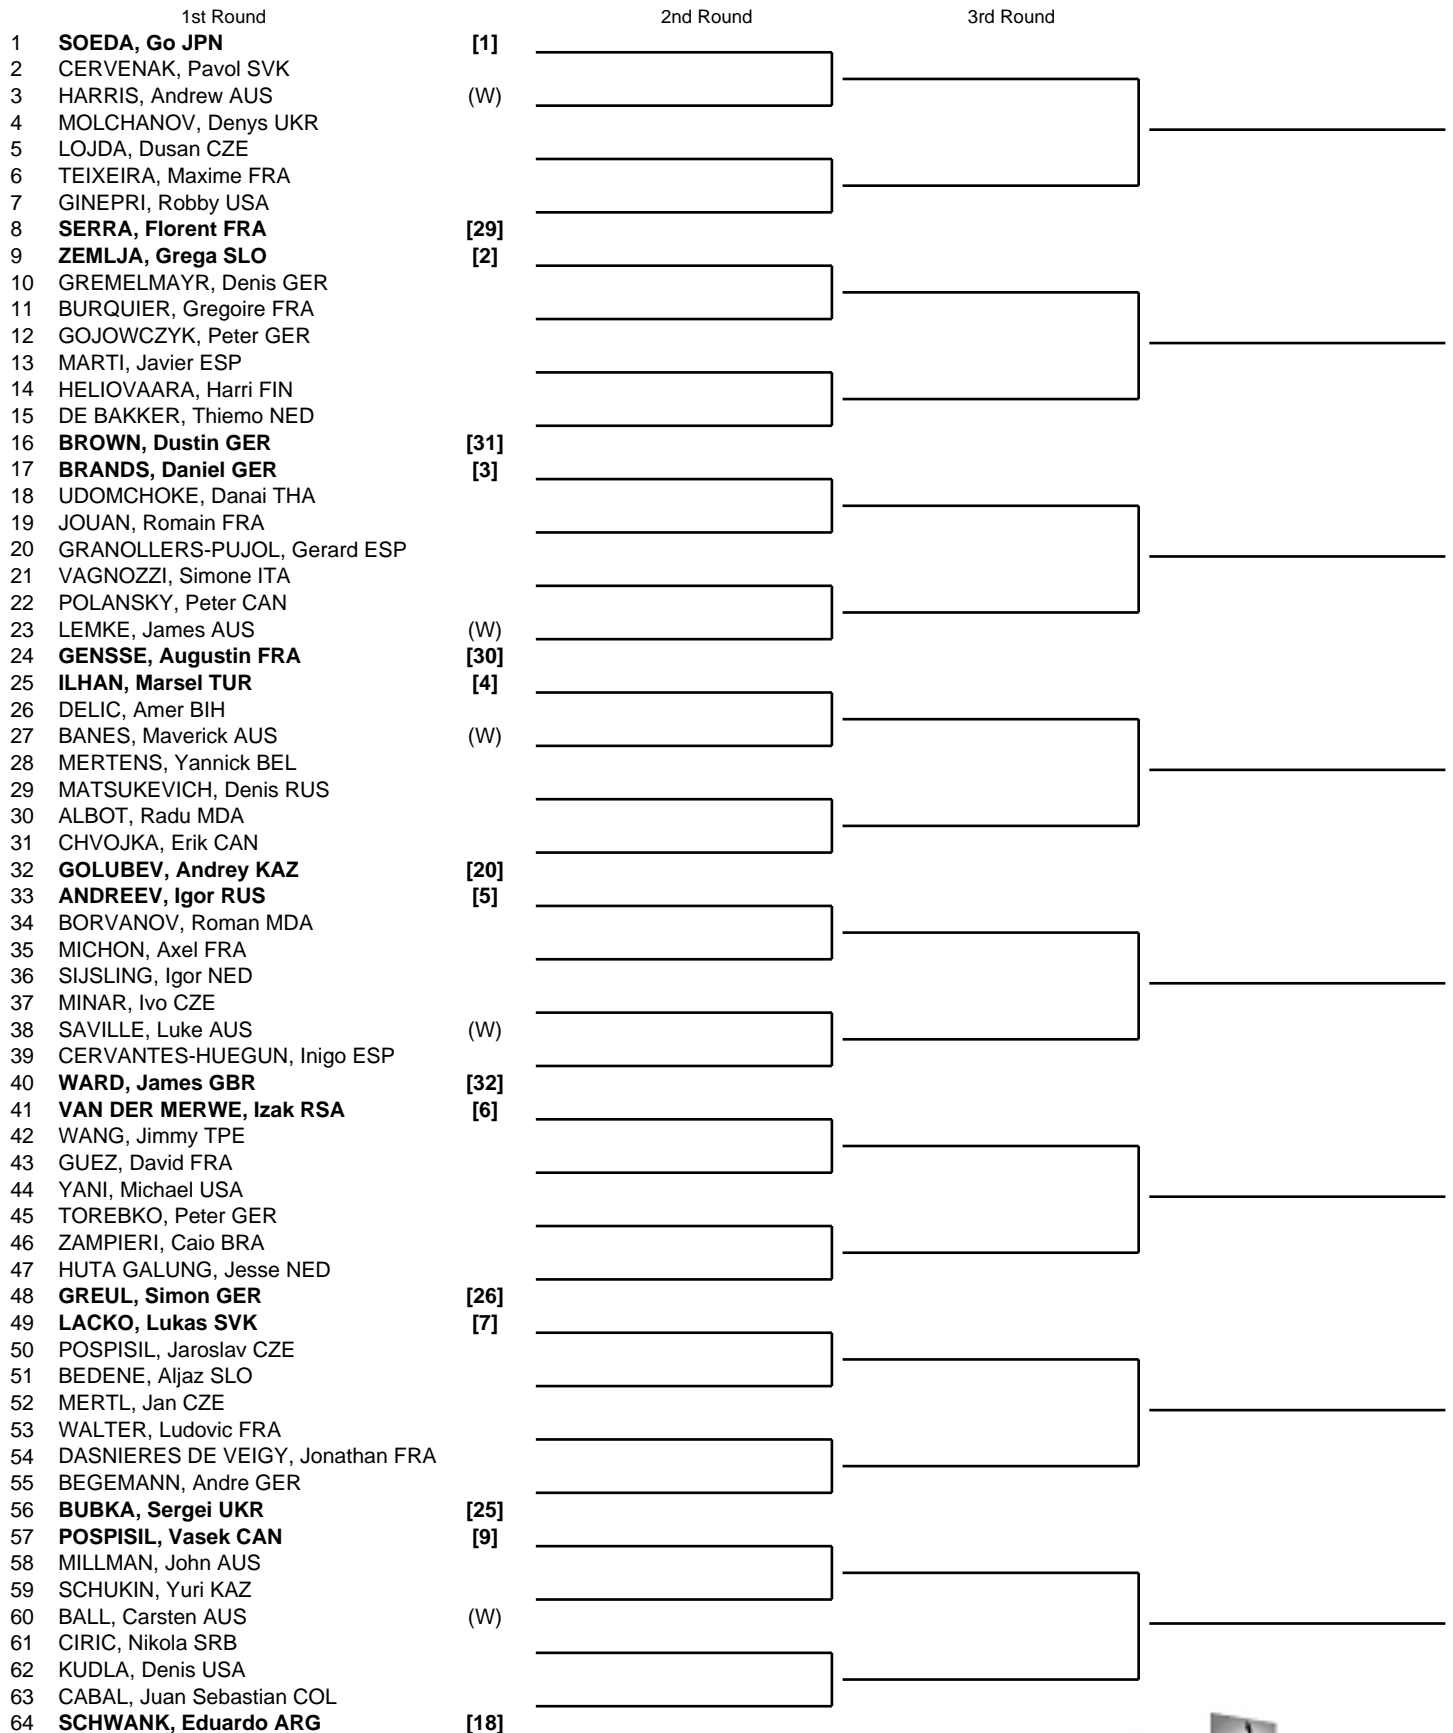 1st Round 2nd Round 3rd Round
1 SOEDA, Go JPN [1]
2 CERVENAK, Pavol SVK
3 HARRIS, Andrew AUS (W)
4 MOLCHANOV, Denys UKR
5 LOJDA, Dusan CZE
6 TEIXEIRA, Maxime FRA
7 GINEPRI, Robby USA
8 SERRA, Florent FRA [29]
9 ZEMLJA, Grega SLO [2]
10 GREMELMAYR, Denis GER
11 BURQUIER, Gregoire FRA
12 GOJOWCZYK, Peter GER
13 MARTI, Javier ESP
14 HELIOVAARA, Harri FIN
15 DE BAKKER, Thiemo NED
16 BROWN, Dustin GER [31]
17 BRANDS, Daniel GER [3]
18 UDOMCHOKE, Danai THA
19 JOUAN, Romain FRA
20 GRANOLLERS-PUJOL, Gerard ESP
21 VAGNOZZI, Simone ITA
22 POLANSKY, Peter CAN
23 LEMKE, James AUS (W)
24 GENSSE, Augustin FRA [30]
25 ILHAN, Marsel TUR [4]
26 DELIC, Amer BIH
27 BANES, Maverick AUS (W)
28 MERTENS, Yannick BEL
29 MATSUKEVICH, Denis RUS
30 ALBOT, Radu MDA
31 CHVOJKA, Erik CAN
32 GOLUBEV, Andrey KAZ [20]
33 ANDREEV, Igor RUS [5]
34 BORVANOV, Roman MDA
35 MICHON, Axel FRA
36 SIJSLING, Igor NED
37 MINAR, Ivo CZE
38 SAVILLE, Luke AUS (W)
39 CERVANTES-HUEGUN, Inigo ESP
40 WARD, James GBR [32]
41 VAN DER MERWE, Izak RSA [6]
42 WANG, Jimmy TPE
43 GUEZ, David FRA
44 YANI, Michael USA
45 TOREBKO, Peter GER
46 ZAMPIERI, Caio BRA
47 HUTA GALUNG, Jesse NED
48 GREUL, Simon GER [26]
49 LACKO, Lukas SVK [7]
50 POSPISIL, Jaroslav CZE
51 BEDENE, Aljaz SLO
52 MERTL, Jan CZE
53 WALTER, Ludovic FRA
54 DASNIERES DE VEIGY, Jonathan FRA
55 BEGEMANN, Andre GER
56 BUBKA, Sergei UKR [25]
57 POSPISIL, Vasek CAN [9]
58 MILLMAN, John AUS
59 SCHUKIN, Yuri KAZ
60 BALL, Carsten AUS (W)
61 CIRIC, Nikola SRB
62 KUDLA, Denis USA
63 CABAL, Juan Sebastian COL
64 SCHWANK, Eduardo ARG [18]